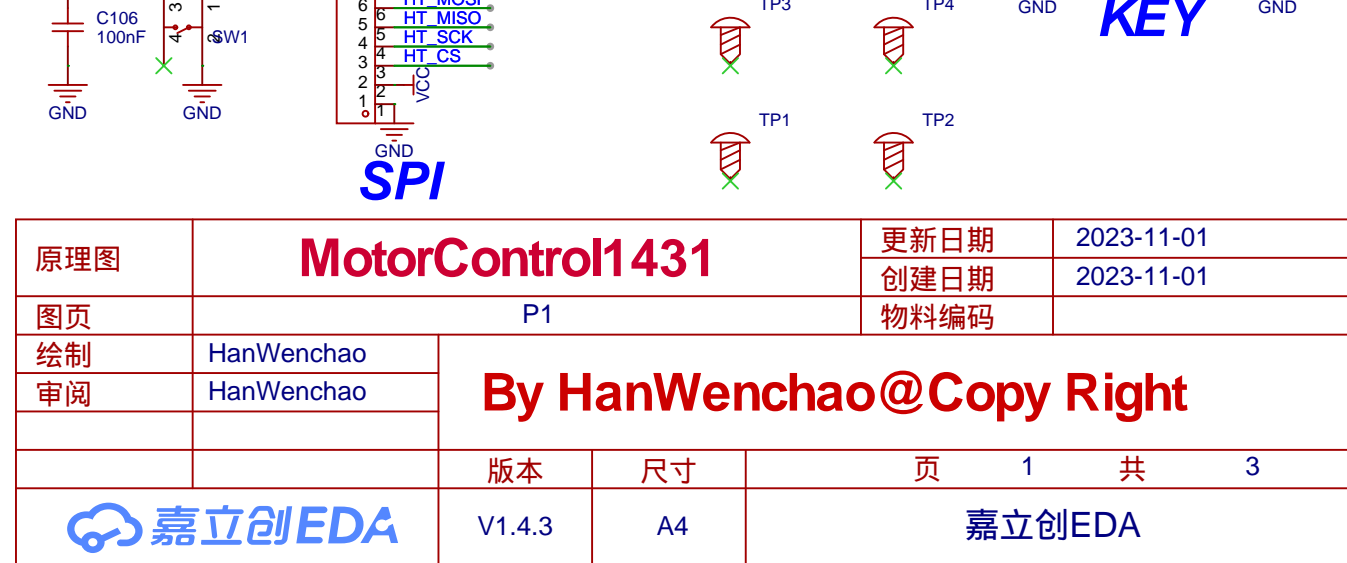 6 HT_MOSI TP3 TP4 GND KEY GND
3 1
C106 6 HT_MISO
100nF 4 2 SW1 5 5 HT_SCK
4 4 HT_CS
3 3
2 2 VCC
GND GND 1 1
TP1 TP2
GND
SPI
原理图 MotorControl1431 更新日期 2023-11-01
创建日期 2023-11-01
图页 P1 物料编码
绘制 HanWenchao
审阅 HanWenchao
By HanWenchao@Copy Right
版本 尺寸 页 1 共 3
嘉立创EDA V1.4.3 A4 嘉立创EDA